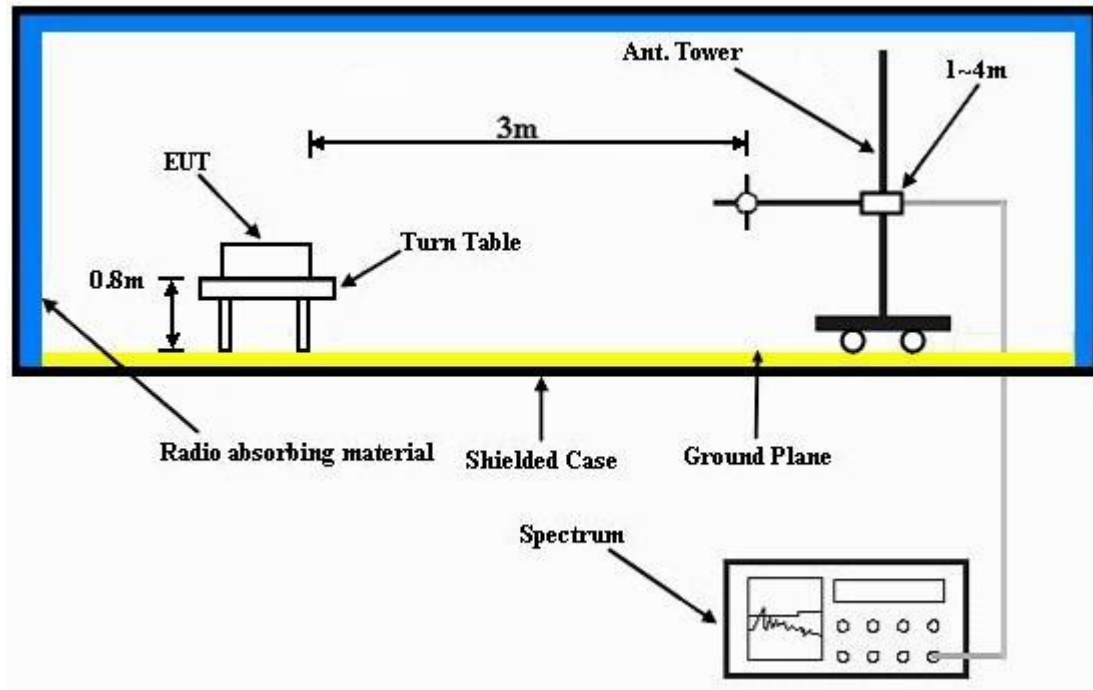 Ant. Tower
1~4m
3m
EUT
Turn Table
0.8m
Radio absorbing material
Shielded Case
Ground Plane
Spectrum